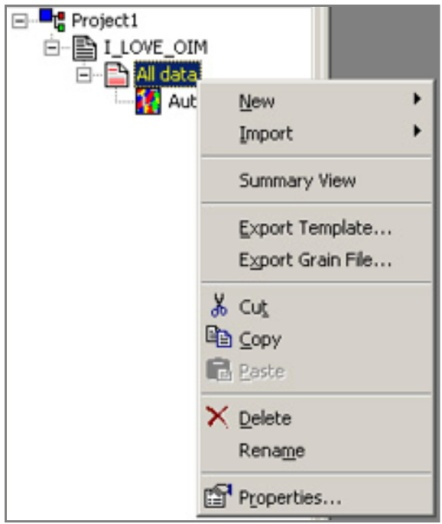 Project1
I_LOVE_OIM
All data
Aut
New
Import
Summary View
Export Template...
Export Grain File...
Cut
Copy
Paste
Delete
Rename
Properties...